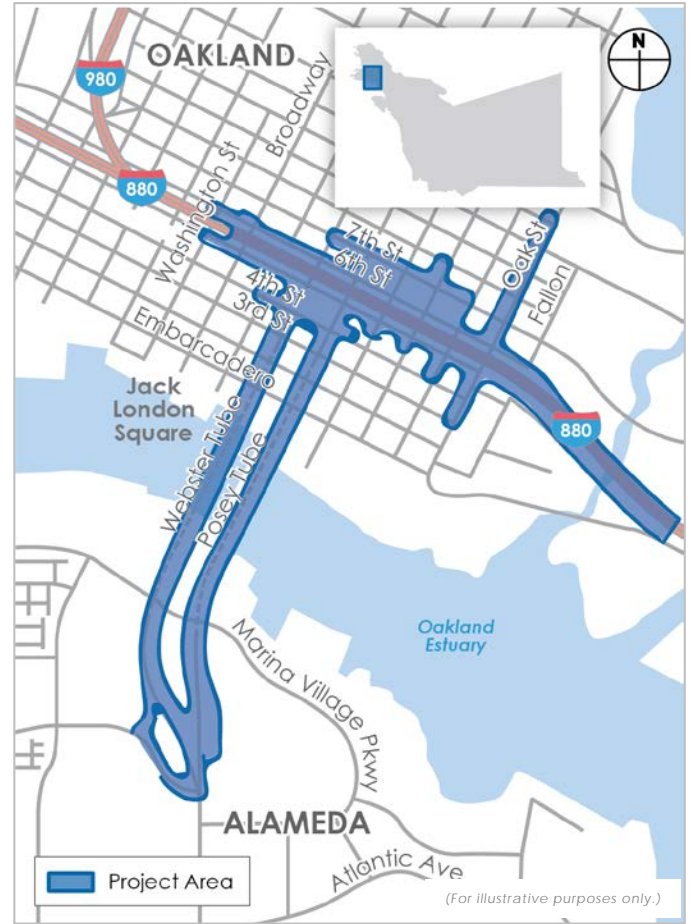 OAKLAND
N
980
Broadway
880
Washington St
7th St
6th St
Oak St
Fallon
4th St
3rd St
Embarcadero
Jack
London
Square
880
Webster Tube
Posey Tube
Oakland
Estuary
Marina Village Pkwy
ALAMEDA
Atlantic Ave
Project Area
(For illustrative purposes only.)